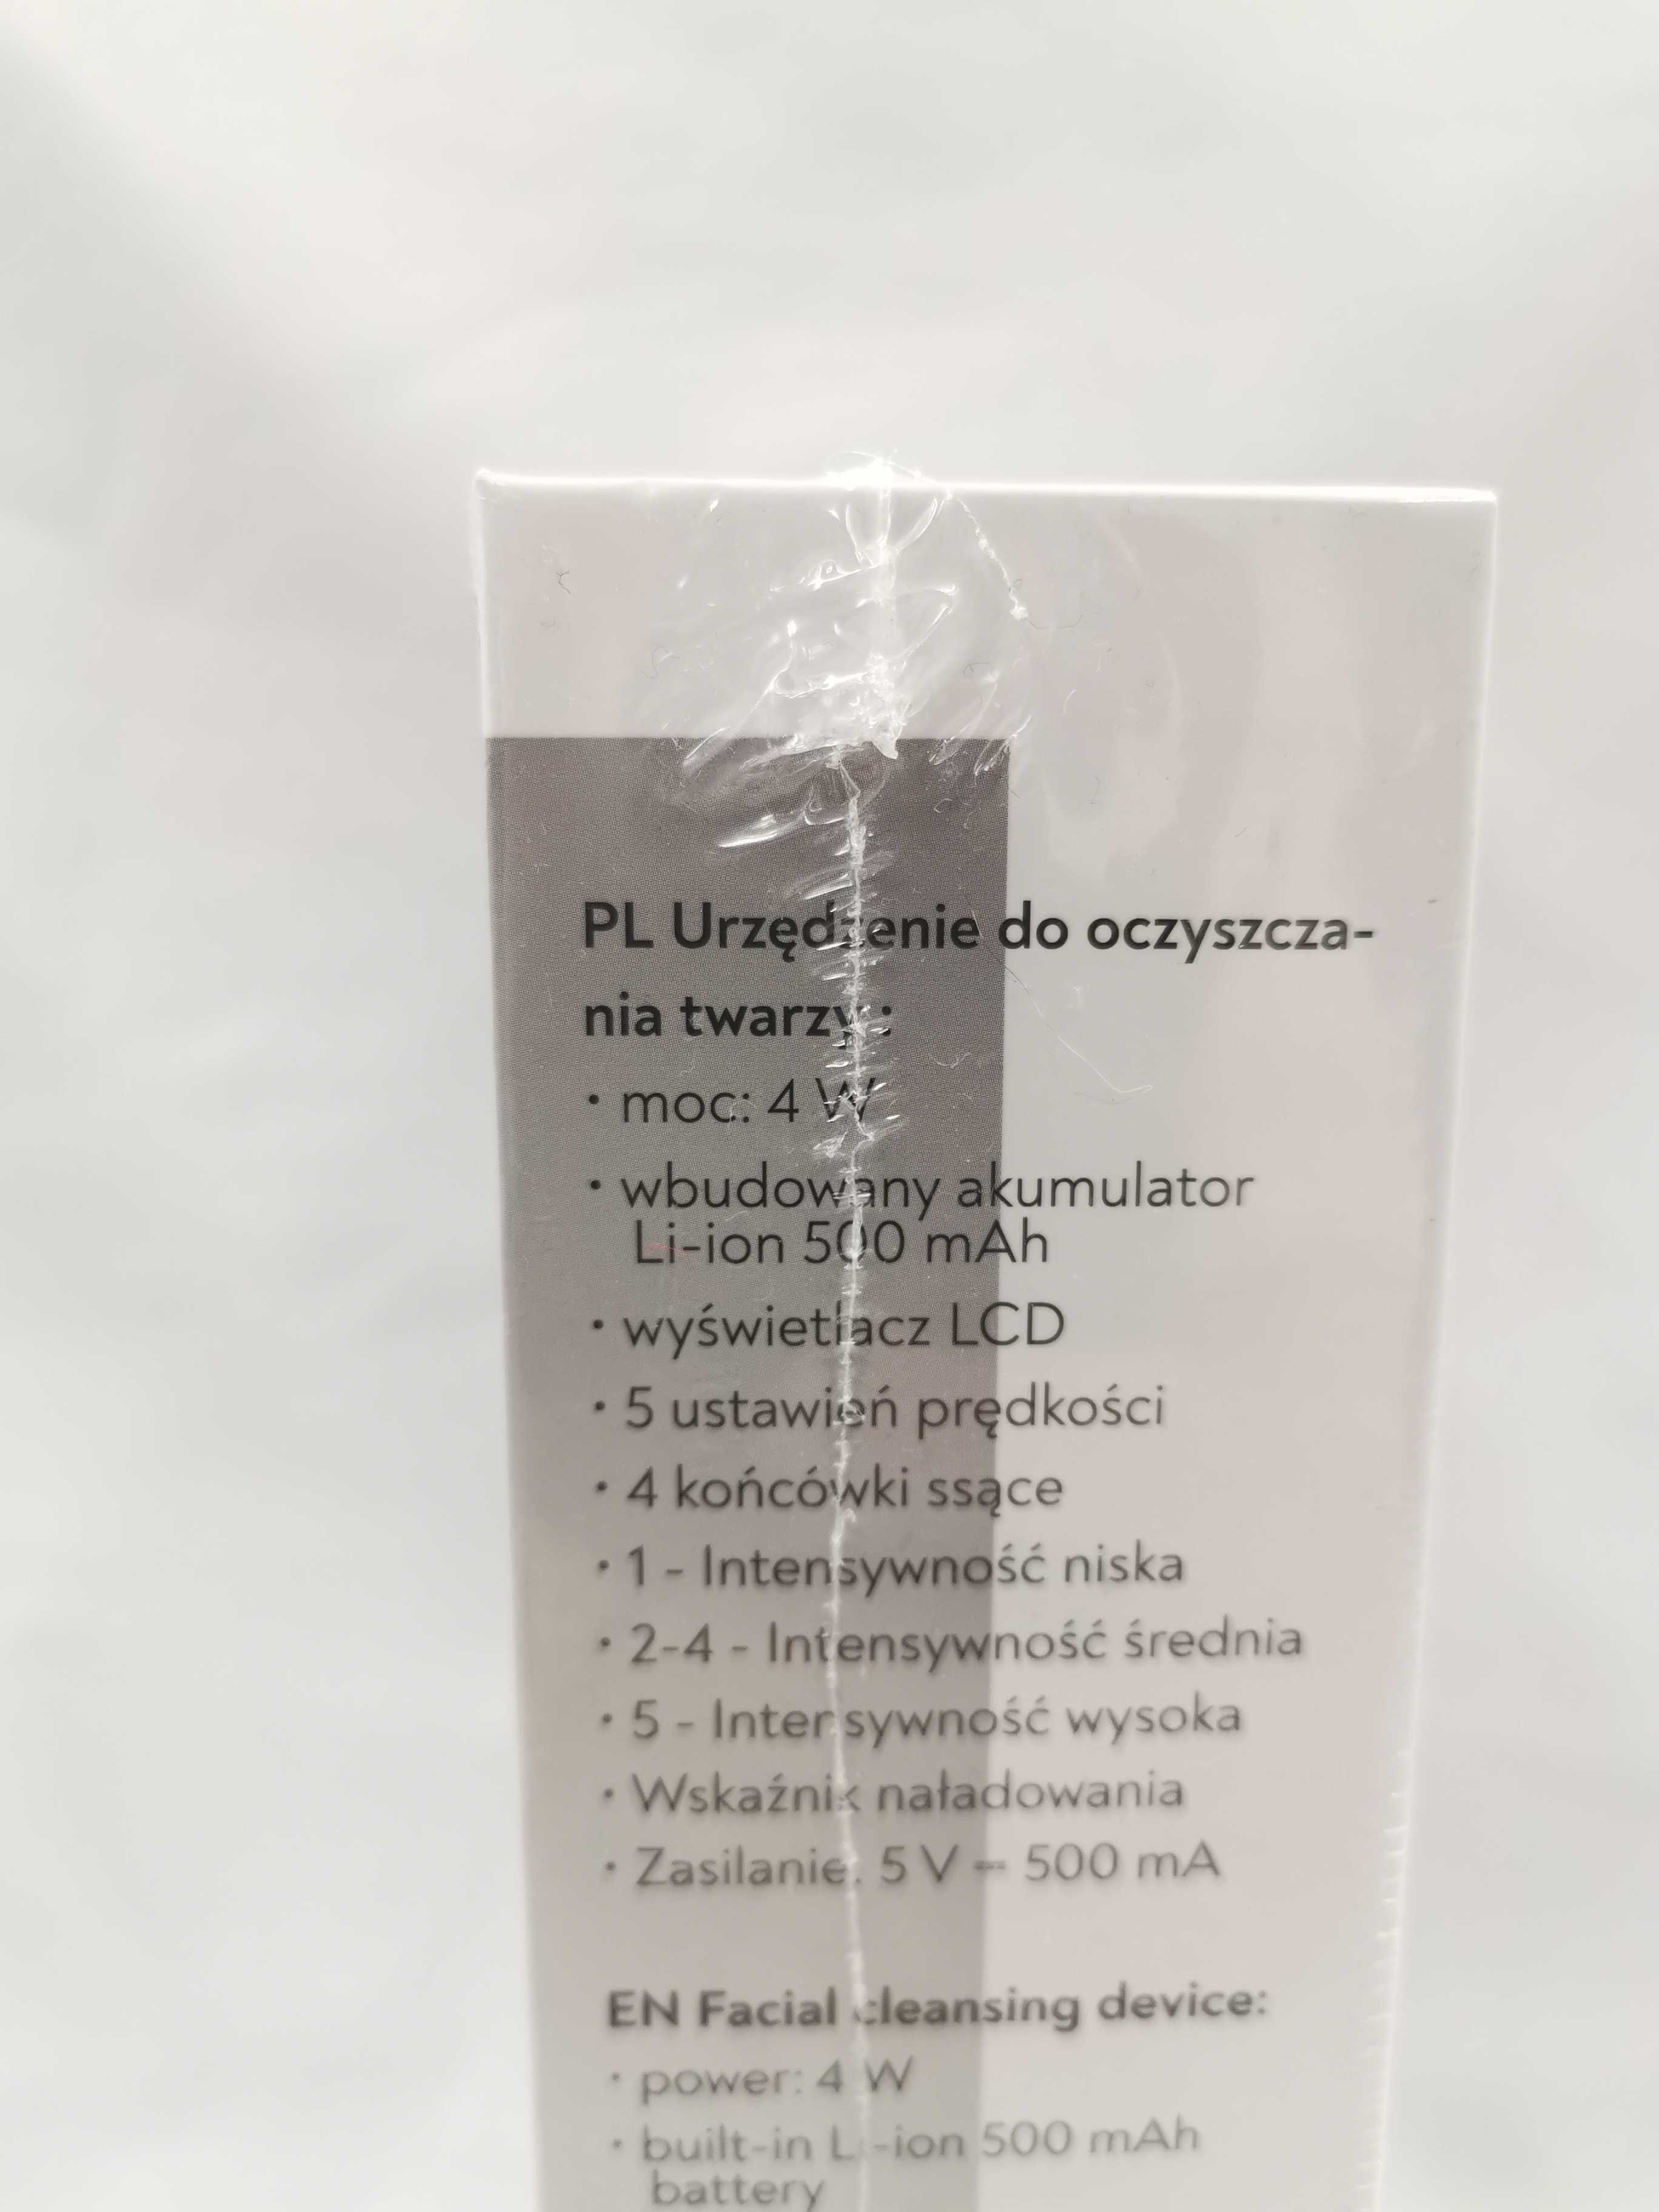 PL Urzędzenie do oczyszcza-
nia twarzy :
• moc: 4 W
• wbudowany akumulator
Li-ion 500 mAh
• wyświetlacz LCD
• 5 ustawień prędkości
• 4 końcówki ssące
• 1 - Intensywność niska
• 2-4 - Intensywność średnia
• 5 - Intensywność wysoka
• Wskaźnik naładowania
• Zasilanie: 5 V ⎓ 500 mA
EN Facial cleansing device:
• power: 4 W
• built-in Li-ion 500 mAh
battery